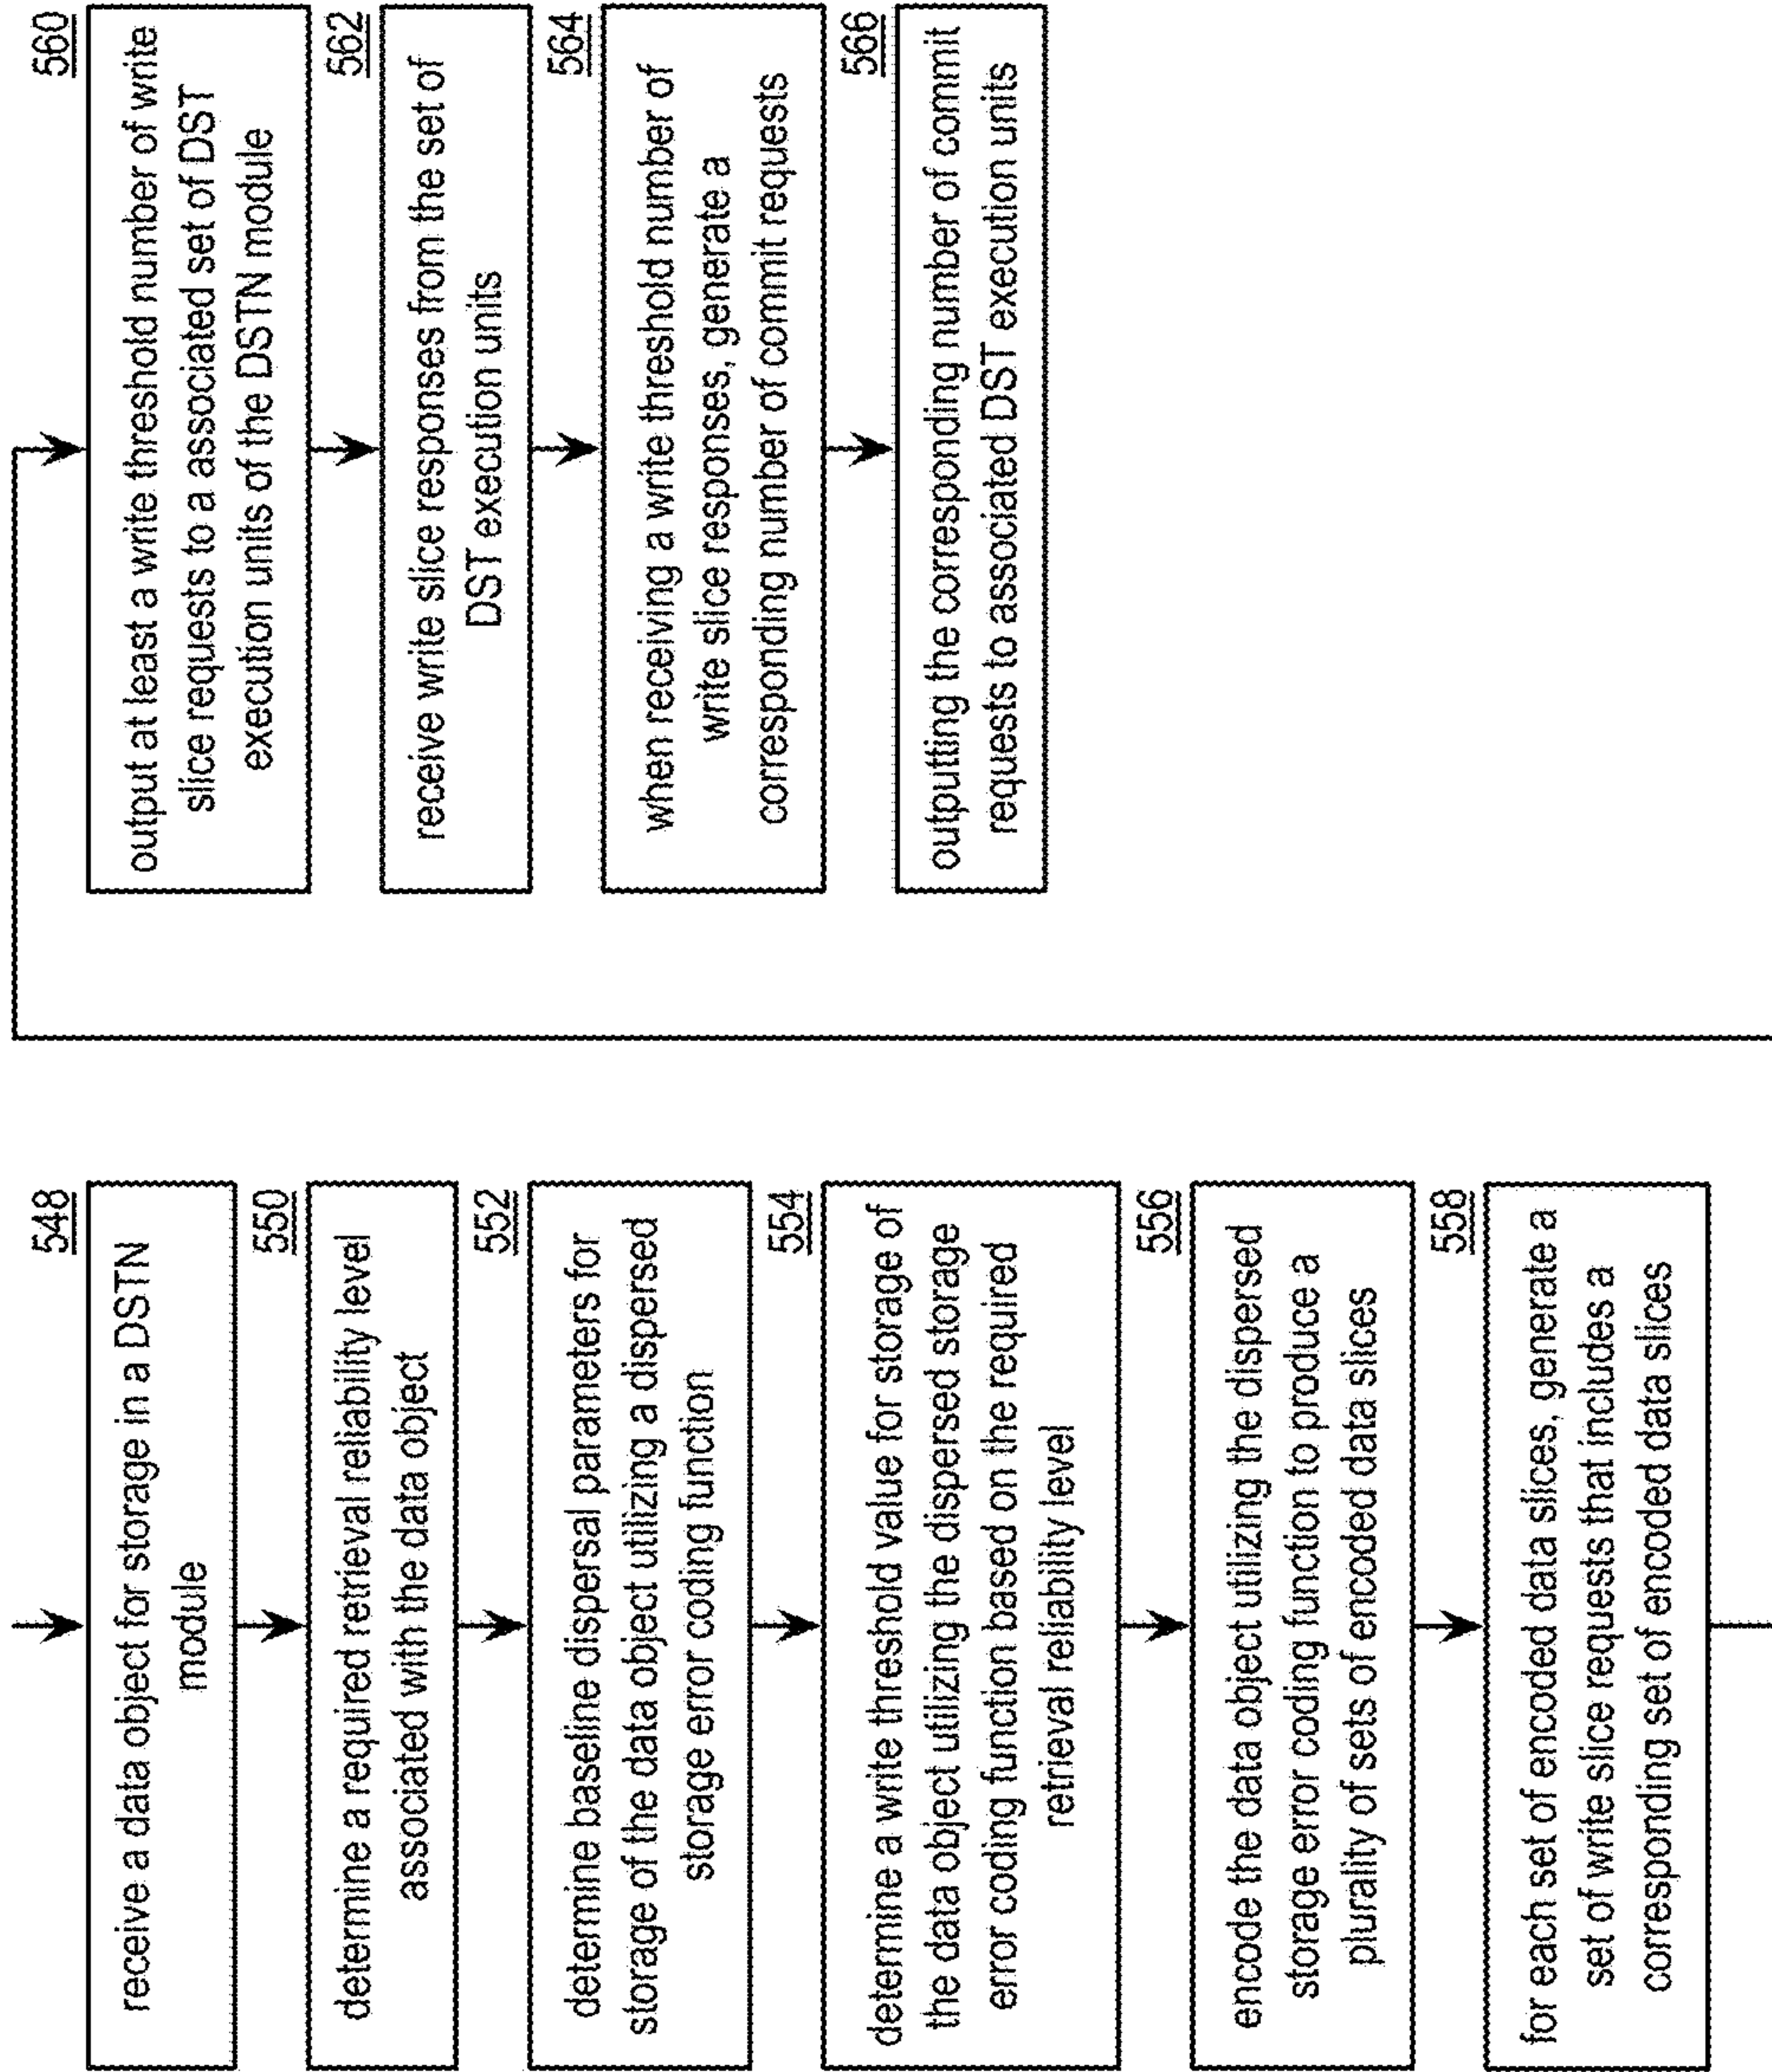 548
receive a data object for storage in a DSTN
module
550
determine a required retrieval reliability level
associated with the data object
552
determine baseline dispersal parameters for
storage of the data object utilizing a dispersed
storage error coding function
554
determine a write threshold value for storage of
the data object utilizing the dispersed storage
error coding function based on the required
retrieval reliability level
556
encode the data object utilizing the dispersed
storage error coding function to produce a
plurality of sets of encoded data slices
558
for each set of encoded data slices, generate a
set of write slice requests that includes a
corresponding set of encoded data slices
560
output at least a write threshold number of write
slice requests to a associated set of DST
execution units of the DSTN module
562
receive write slice responses from the set of
DST execution units
564
when receiving a write threshold number of
write slice responses, generate a
corresponding number of commit requests
566
outputting the corresponding number of commit
requests to associated DST execution units